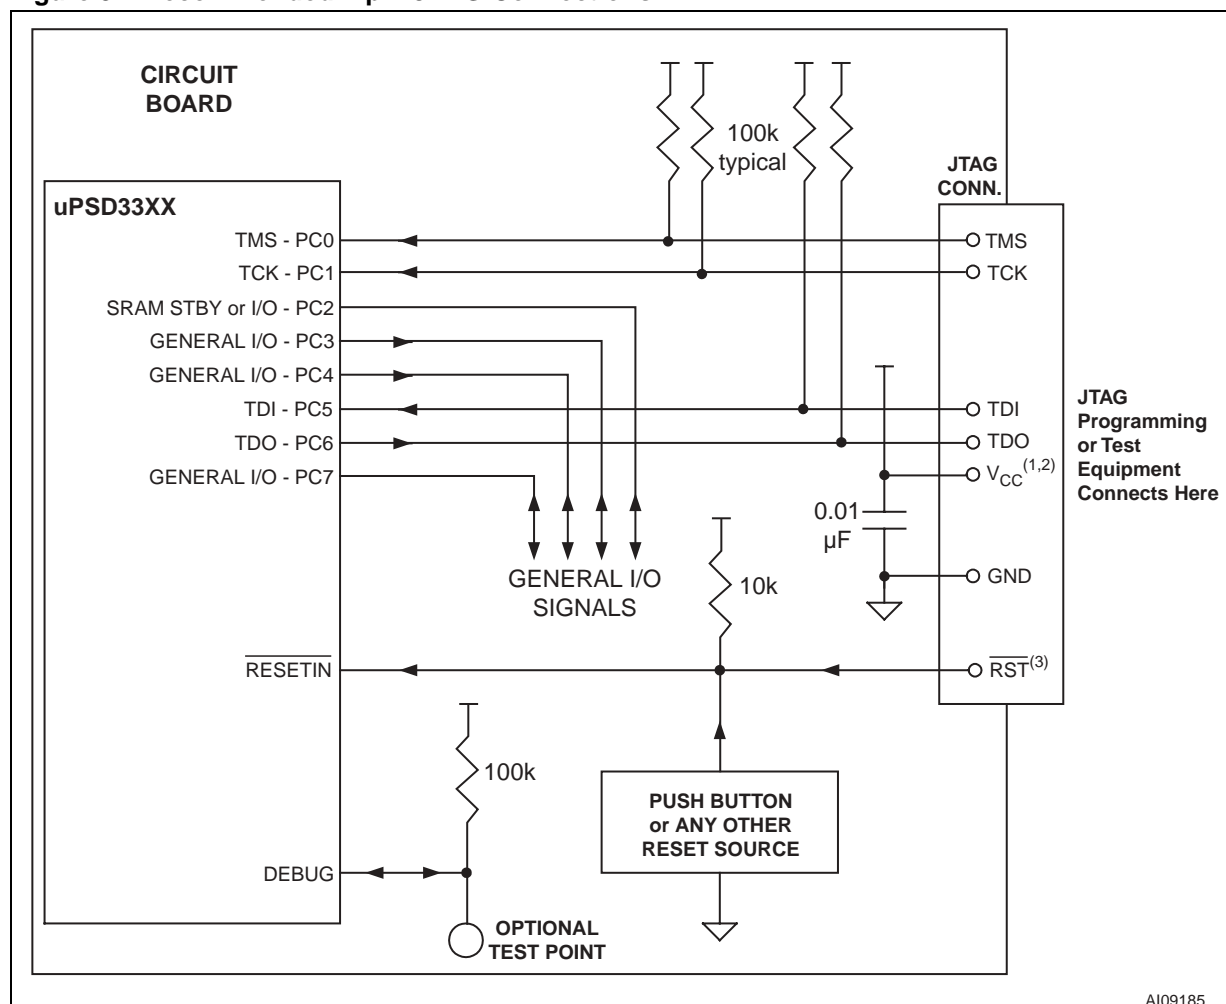 CIRCUIT
BOARD
100k
typical
JTAG
CONN.
uPSD33XX
TMS - PC0
TMS
TCK - PC1
TCK
SRAM STBY or I/O - PC2
GENERAL I/O - PC3
GENERAL I/O - PC4
TDI - PC5
TDI
TDO - PC6
TDO
GENERAL I/O - PC7
VCC(1,2)
JTAG
Programming
or Test
Equipment
Connects Here
0.01
µF
GENERAL I/O
SIGNALS
10k
GND
RESETIN
RST(3)
100k
PUSH BUTTON
or ANY OTHER
RESET SOURCE
DEBUG
OPTIONAL
TEST POINT
AI09185